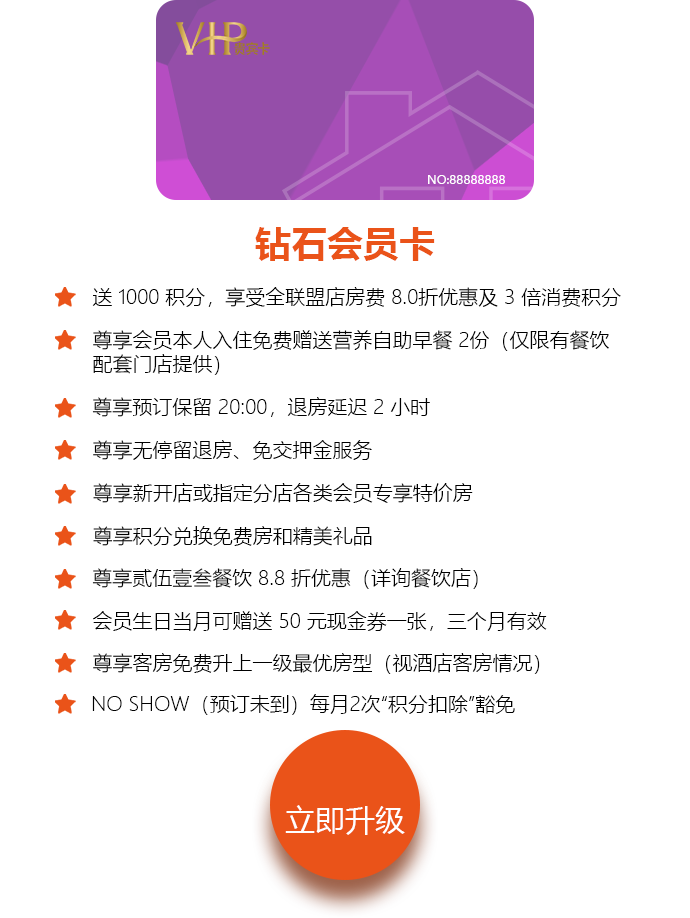 VHP贵宾卡
NO:88888888
钻石会员卡
送 1000 积分，享受全联盟店房费 8.0折优惠及 3 倍消费积分
尊享会员本人入住免费赠送营养自助早餐 2份（仅限有餐饮
配套门店提供）
尊享预订保留 20:00，退房延迟 2 小时
尊享无停留退房、免交押金服务
尊享新开店或指定分店各类会员专享特价房
尊享积分兑换免费房和精美礼品
尊享贰伍壹叁餐饮 8.8 折优惠（详询餐饮店）
会员生日当月可赠送 50 元现金券一张，三个月有效
尊享客房免费升上一级最优房型（视酒店客房情况）
NO SHOW（预订未到）每月2次“积分扣除”豁免
立即升级